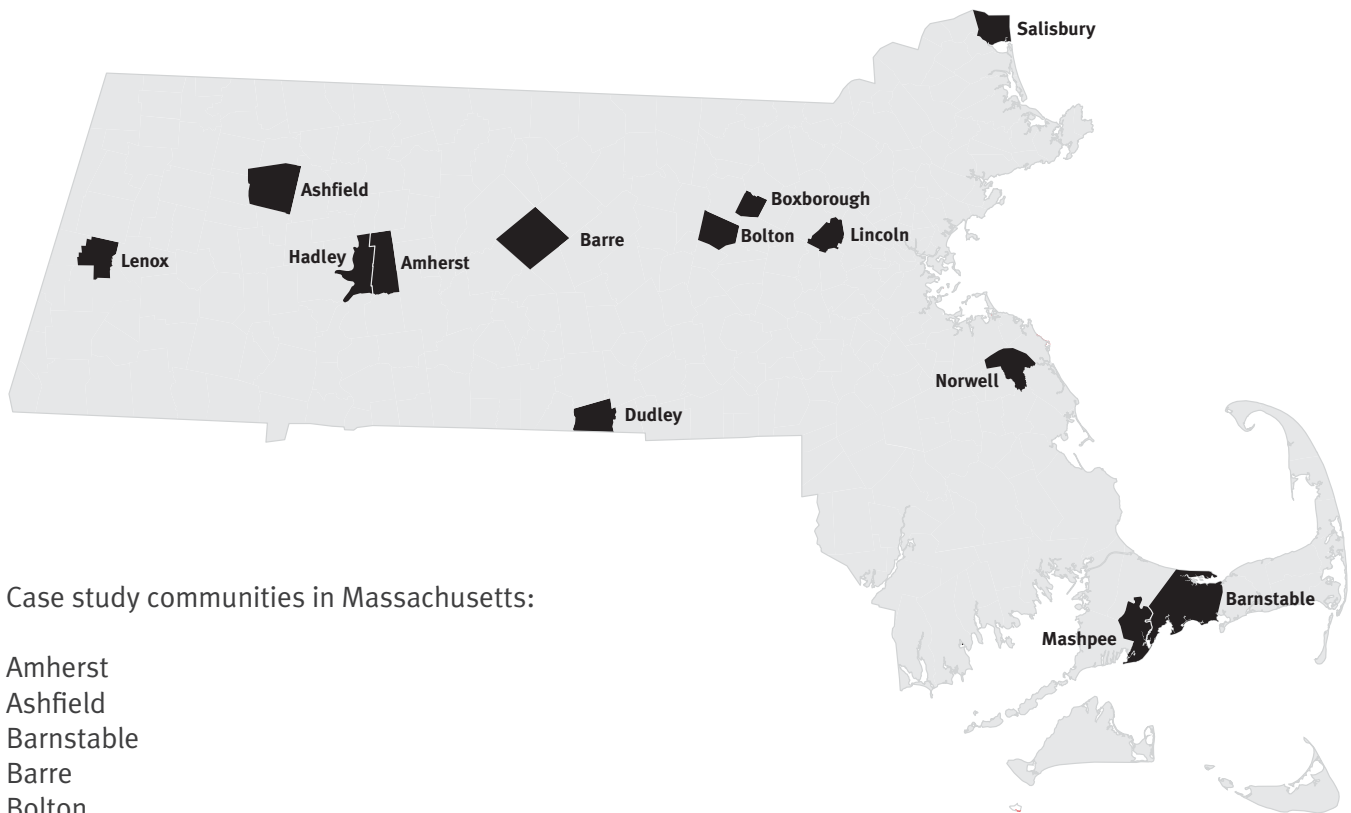 Salisbury
Ashfield
Boxborough
Bolton
Lincoln
Barre
Lenox
Hadley
Amherst
Norwell
Dudley
Barnstable
Mashpee
Case study communities in Massachusetts:
Amherst
Ashfield
Barnstable
Barre
Bolton